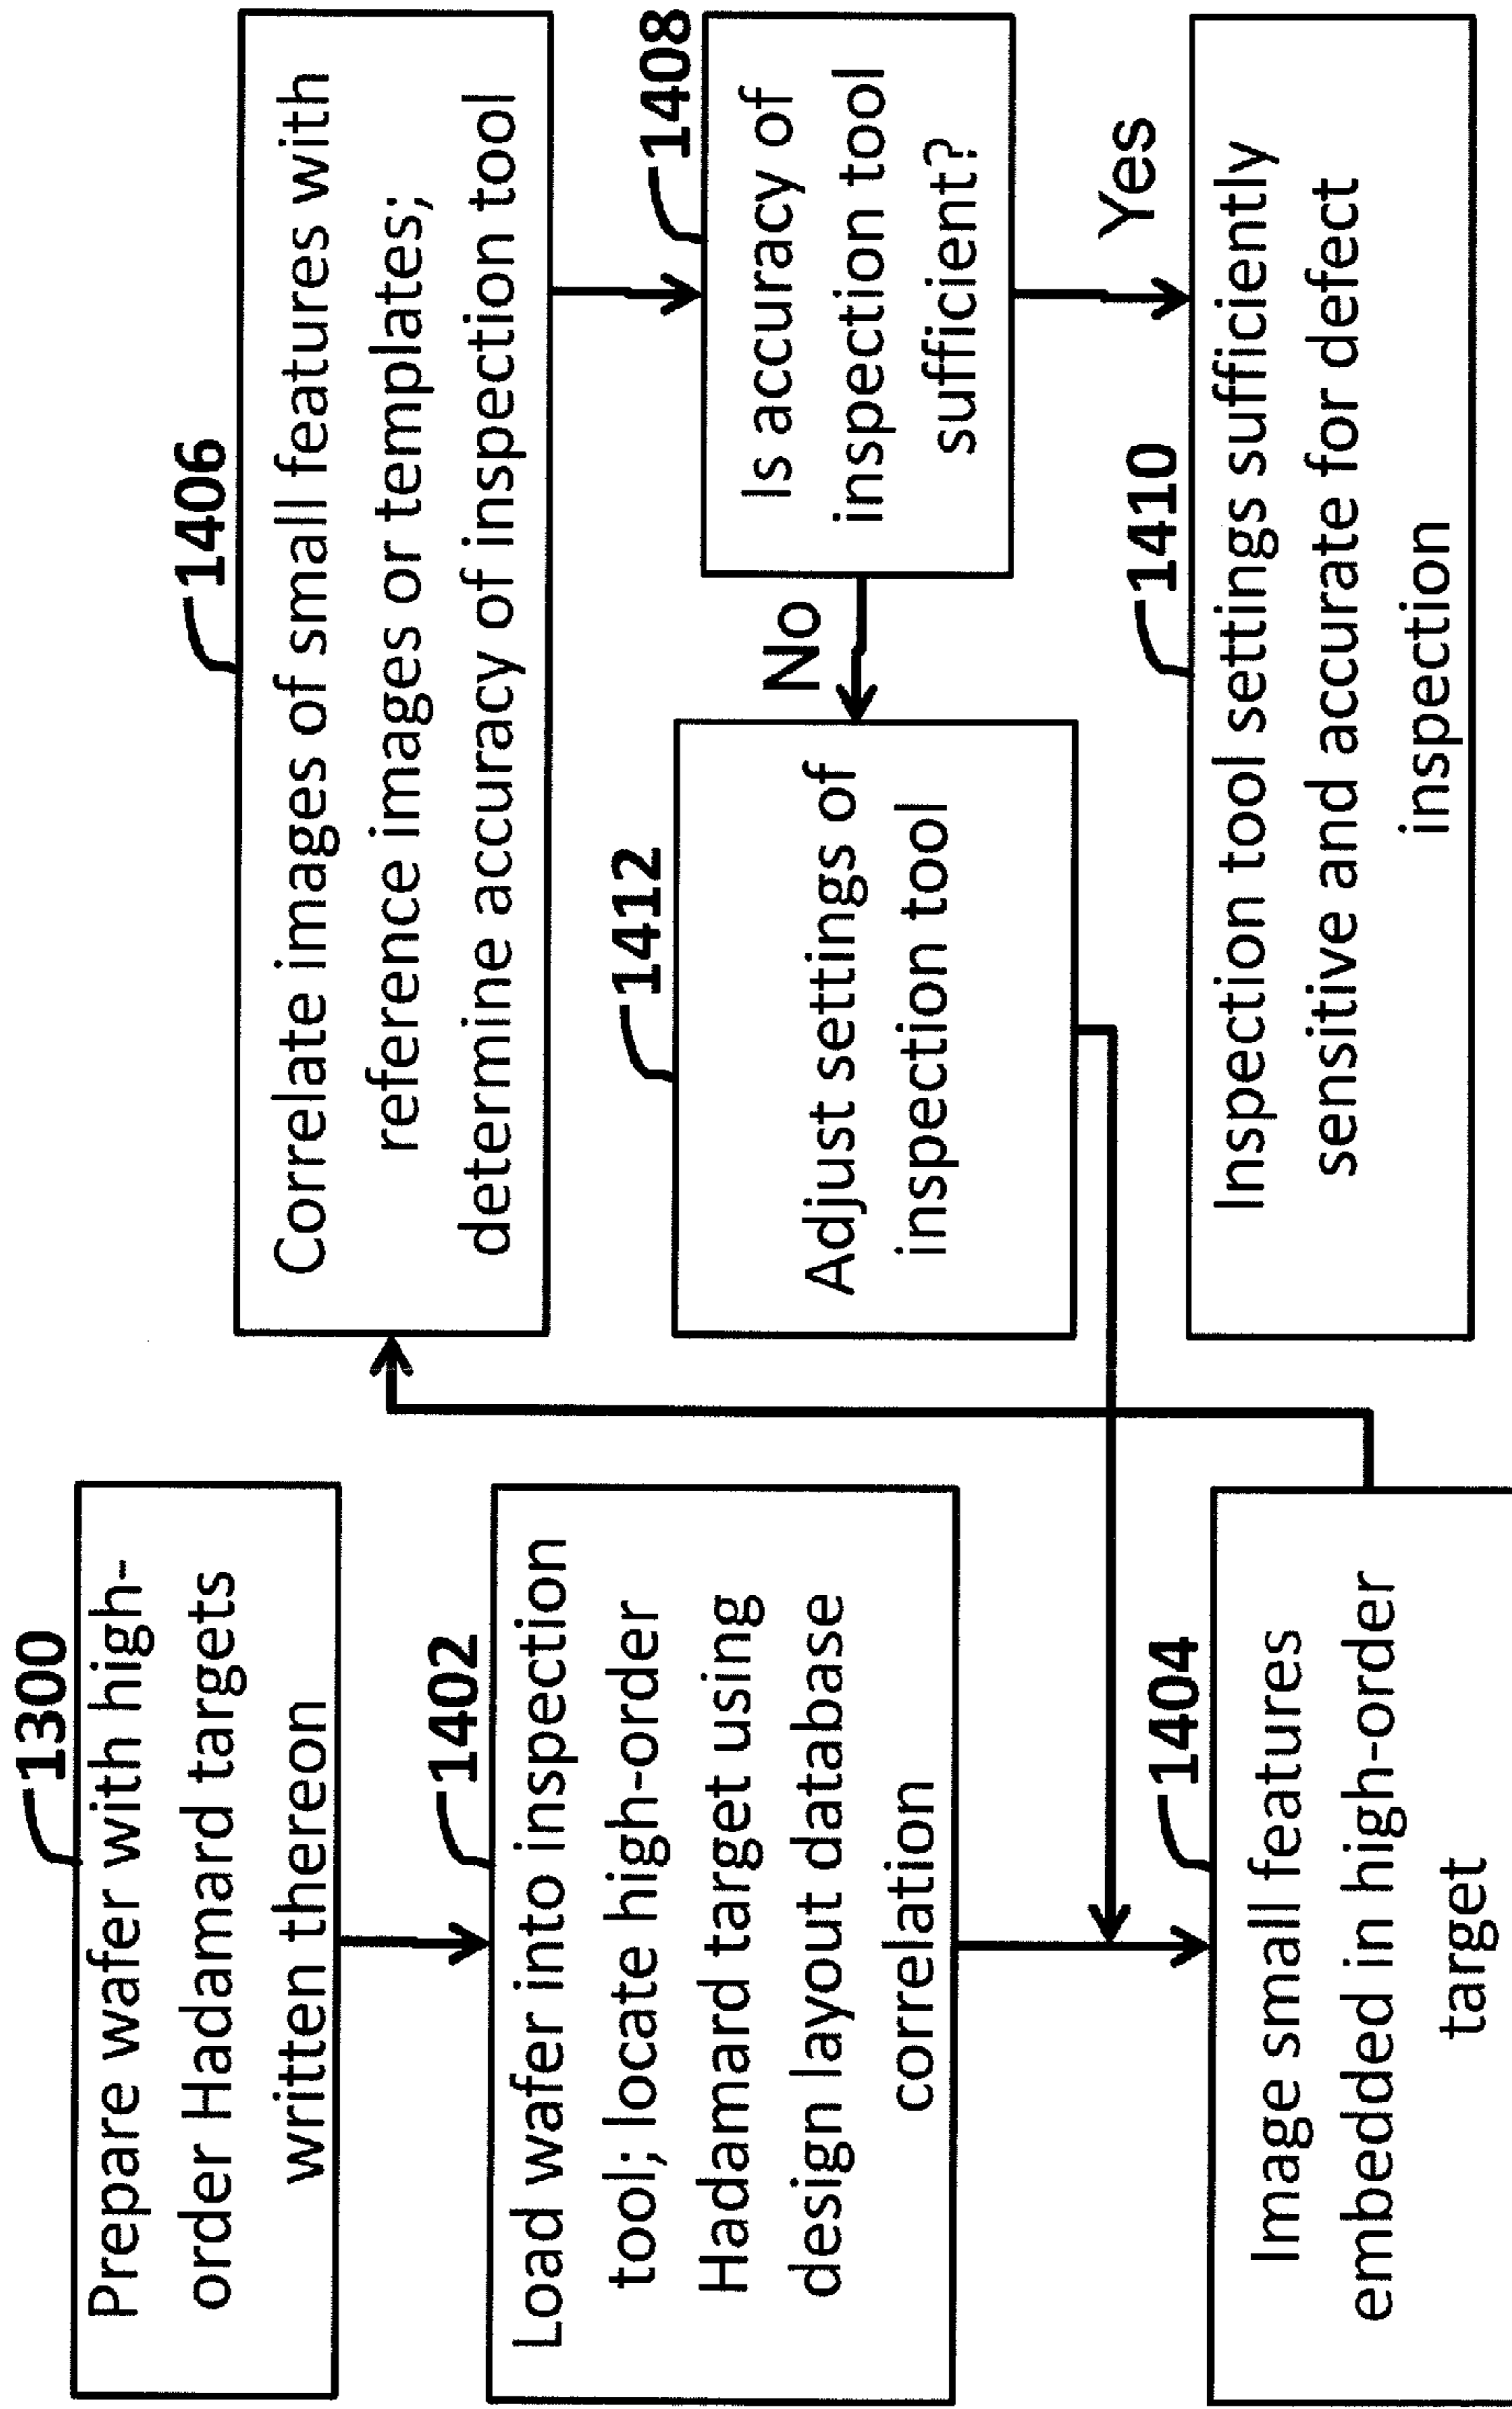 1300
Prepare wafer with high-
order Hadamard targets
written thereon
1402
Load wafer into inspection
tool; locate high-order
Hadamard target using
design layout database
correlation
1404
Image small features
embedded in high-order
target
1406
Correlate images of small features with
reference images or templates;
determine accuracy of inspection tool
1408
Is accuracy of
inspection tool
sufficient?
No
Yes
1412
Adjust settings of
inspection tool
1410
Inspection tool settings sufficiently
sensitive and accurate for defect
inspection